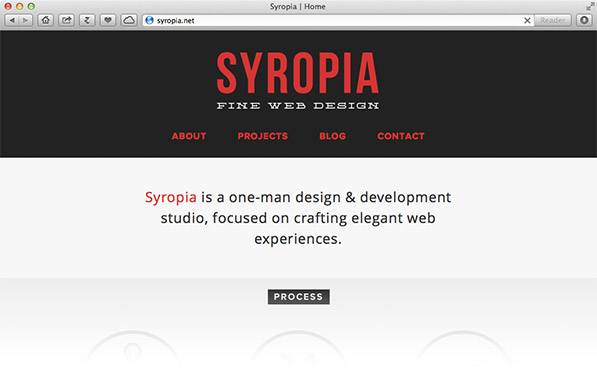 Syropia | Home
syropia.net
Reader
SYROPIA
FINE WEB DESIGN
ABOUT PROJECTS BLOG CONTACT
Syropia is a one-man design & development
studio, focused on crafting elegant web
experiences.
PROCESS